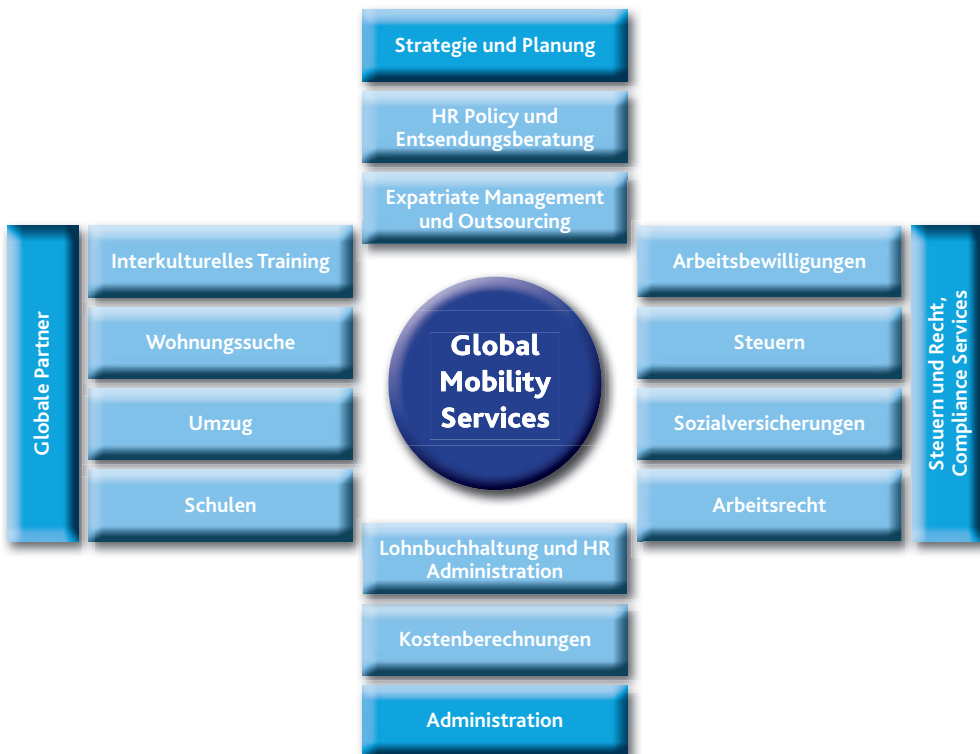 Strategie und Planung
HR Policy und
Entsendungsberatung
Expatriate Management
und Outsourcing
Globale Partner
Interkulturelles Training
Wohnungssuche
Umzug
Schulen
Global
Mobility
Services
Arbeitsbewilligungen
Steuern
Sozialversicherungen
Arbeitsrecht
Steuern und Recht,
Compliance Services
Lohnbuchhaltung und HR
Administration
Kostenberechnungen
Administration